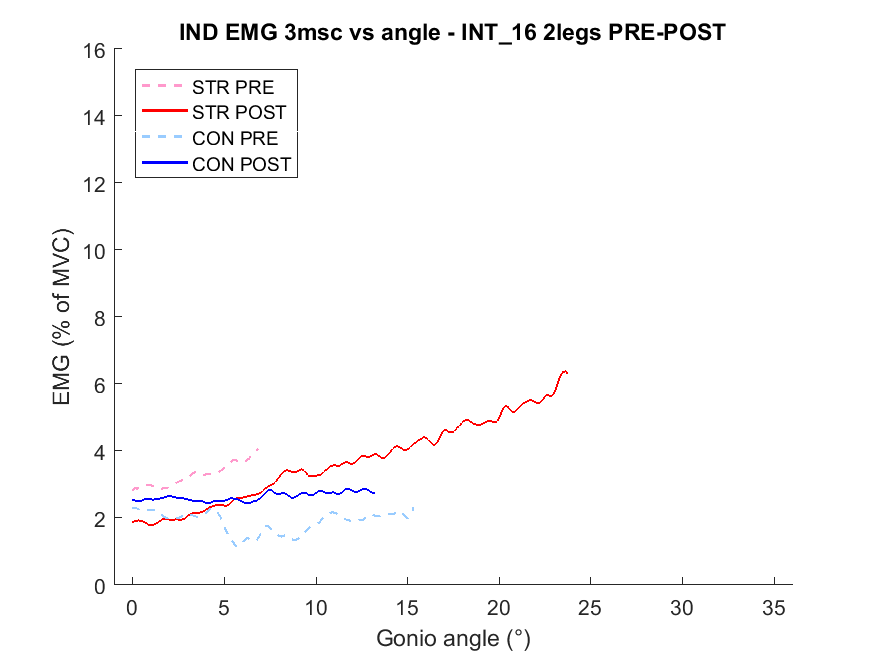 IND EMG 3msc vs angle - INT_16 2legs PRE-POST
16
14
12
10
8
6
4
2
0
EMG (% of MVC)
STR PRE
STR POST
CON PRE
CON POST
0 5 10 15 20 25 30 35
Gonio angle (°)